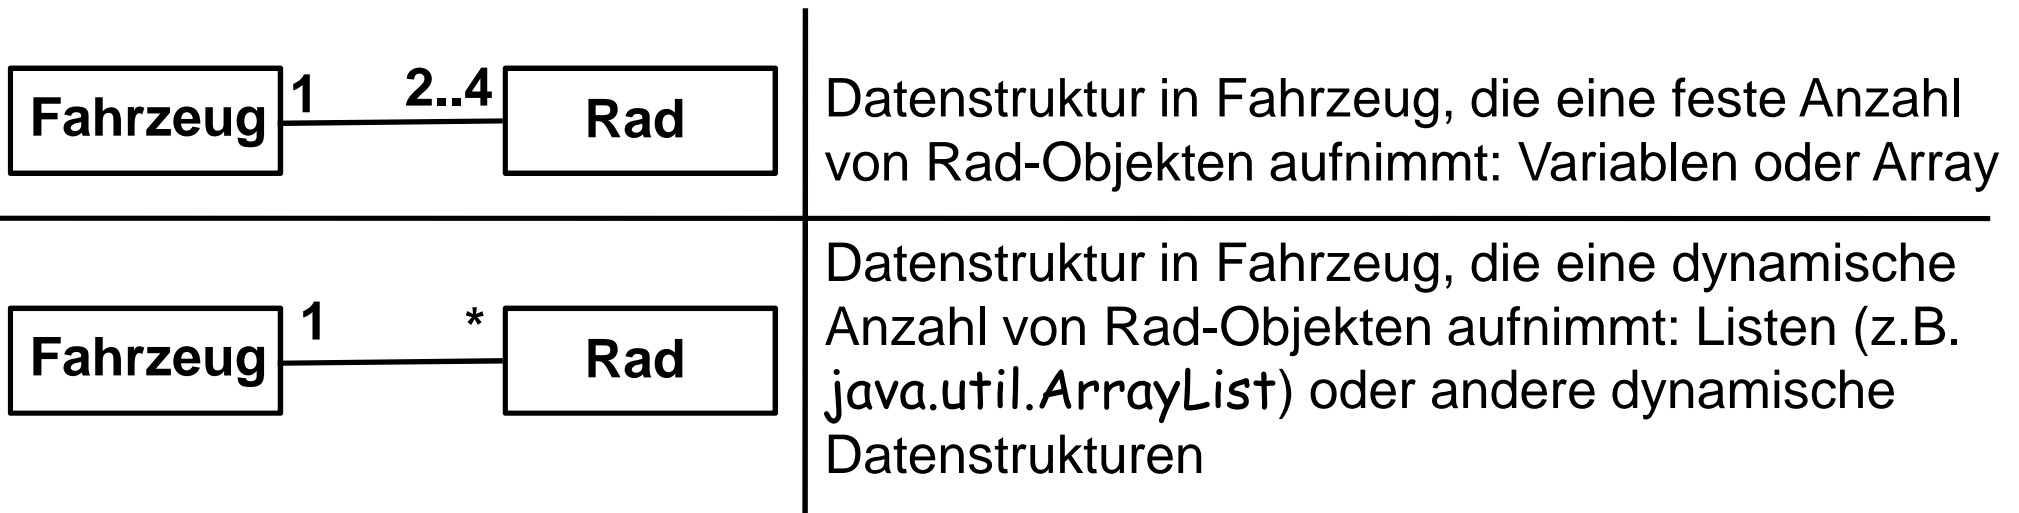 Fahrzeug 1 2..4 Rad
Datenstruktur in Fahrzeug, die eine feste Anzahl
von Rad-Objekten aufnimmt: Variablen oder Array
Fahrzeug 1 * Rad
Datenstruktur in Fahrzeug, die eine dynamische
Anzahl von Rad-Objekten aufnimmt: Listen (z.B.
java.util.ArrayList) oder andere dynamische
Datenstrukturen